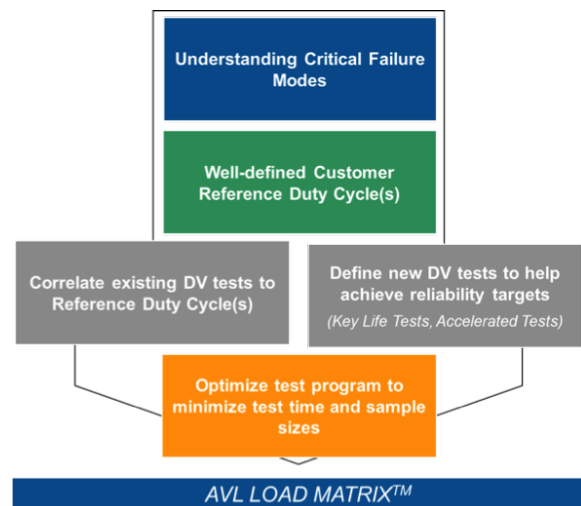 Understanding Critical Failure
Modes
Well-defined Customer
Reference Duty Cycle(s)
Correlate existing DV tests to
Reference Duty Cycle(s)
Define new DV tests to help
achieve reliability targets
(Key Life Tests, Accelerated Tests)
Optimize test program to
minimize test time and sample
sizes
AVL LOAD MATRIX™